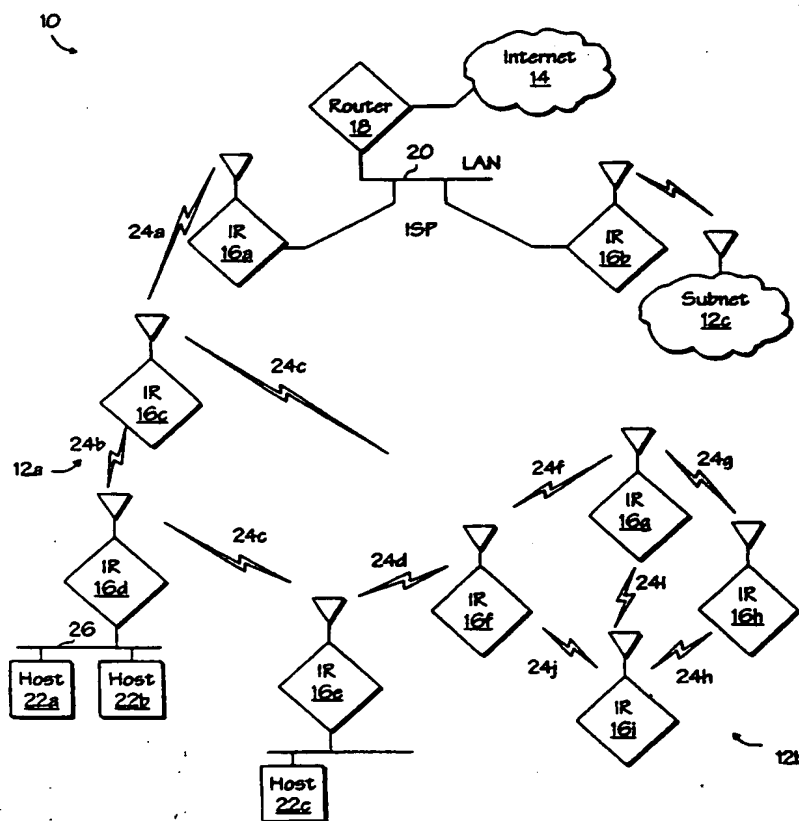 10
Internet
14
Router
18
20
LAN
ISP
24a
IR
16a
IR
16b
Subnet
12c
24c
IR
16c
24b
12a
24f
24g
IR
16g
24c
24d
IR
16d
IR
16f
24i
IR
16h
26
Host
22a
Host
22b
IR
16e
24j
24h
IR
16i
Host
22c